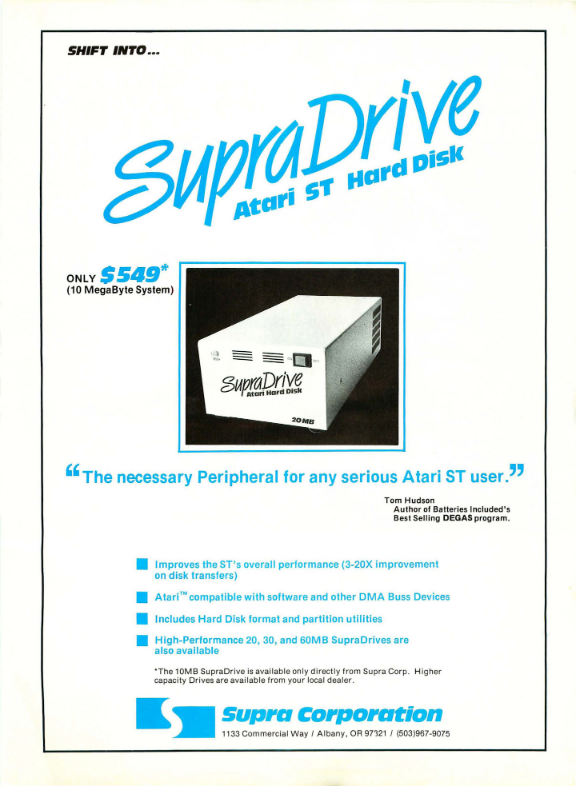 SHIFT INTO...
SupraDrive
Atari ST Hard Disk
ONLY $549*
(10 MegaByte System)
SupraDrive
Atari Hard Disk
20MB
“The necessary Peripheral for any serious Atari ST user.”
Tom Hudson
Author of Batteries Included's
Best Selling DEGAS program.
Improves the ST's overall performance (3-20X improvement
on disk transfers)
Atari™ compatible with software and other DMA Buss Devices
Includes Hard Disk format and partition utilities
High-Performance 20, 30, and 60MB SupraDrives are
also available
*The 10MB SupraDrive is available only directly from Supra Corp. Higher
capacity Drives are available from your local dealer.
Supra Corporation
1133 Commercial Way / Albany, OR 97321 / (503)967-9075